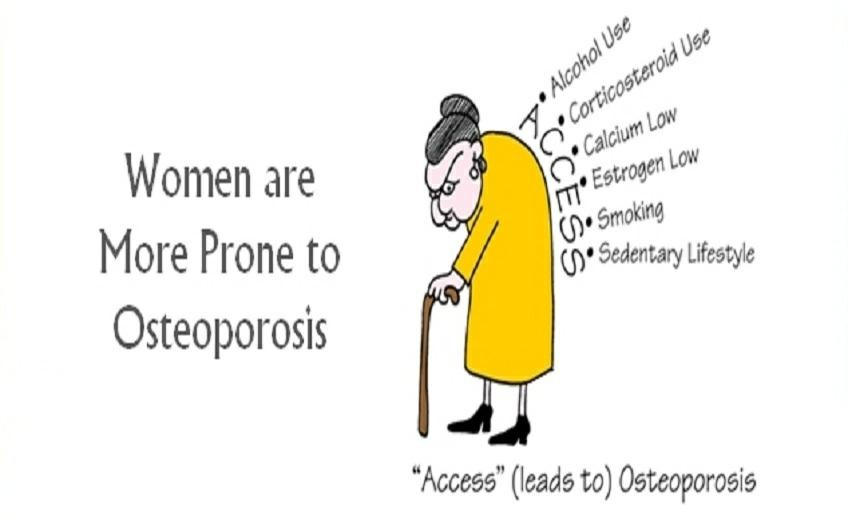 Women are
More Prone to
Osteoporosis
A • Alcohol Use
C • Corticosteroid Use
C • Calcium Low
E • Estrogen Low
S • Smoking
S • Sedentary Lifestyle
“Access” (leads to) Osteoporosis